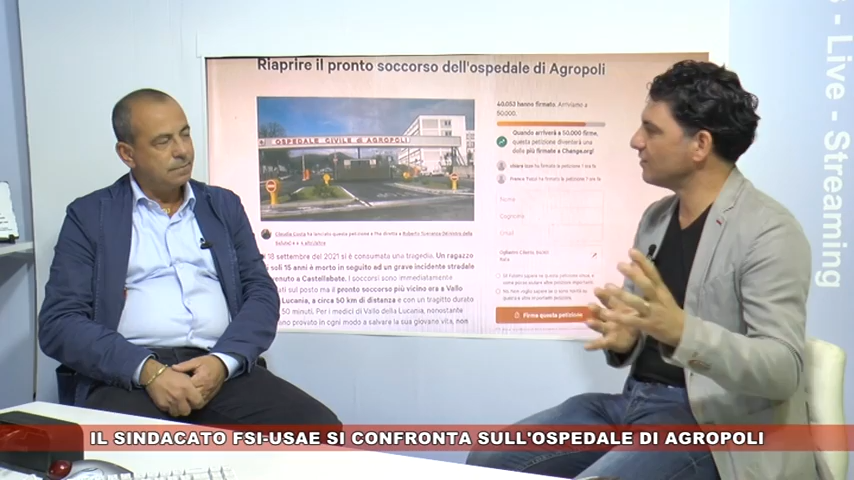 Riaprire il pronto soccorso dell'ospedale di Agropoli
OSPEDALE CIVILE di AGROPOLI
40.053 hanno firmato. Arriviamo a
50.000.
Quando arriverà a 50.000 firme,
questa petizione diventerà una
delle più firmate a Change.org!
Nome
Cognome
Email
Firma questa petizione
18 settembre del 2021 si è consumata una tragedia. Un ragazzo
soli 15 anni è morto in seguito ad un grave incidente stradale
venuto a Castellabate. I soccorsi sono immediatamente
sul posto ma il pronto soccorso più vicino ora a Vallo
Lucania, a circa 50 km di distanza e con un tragitto durato
50 minuti. Per i medici di Vallo della Lucania, nonostante
provato in ogni modo a salvare la sua giovane vita, non
- Live - Streaming
IL SINDACATO FSI-USAE SI CONFRONTA SULL'OSPEDALE DI AGROPOLI